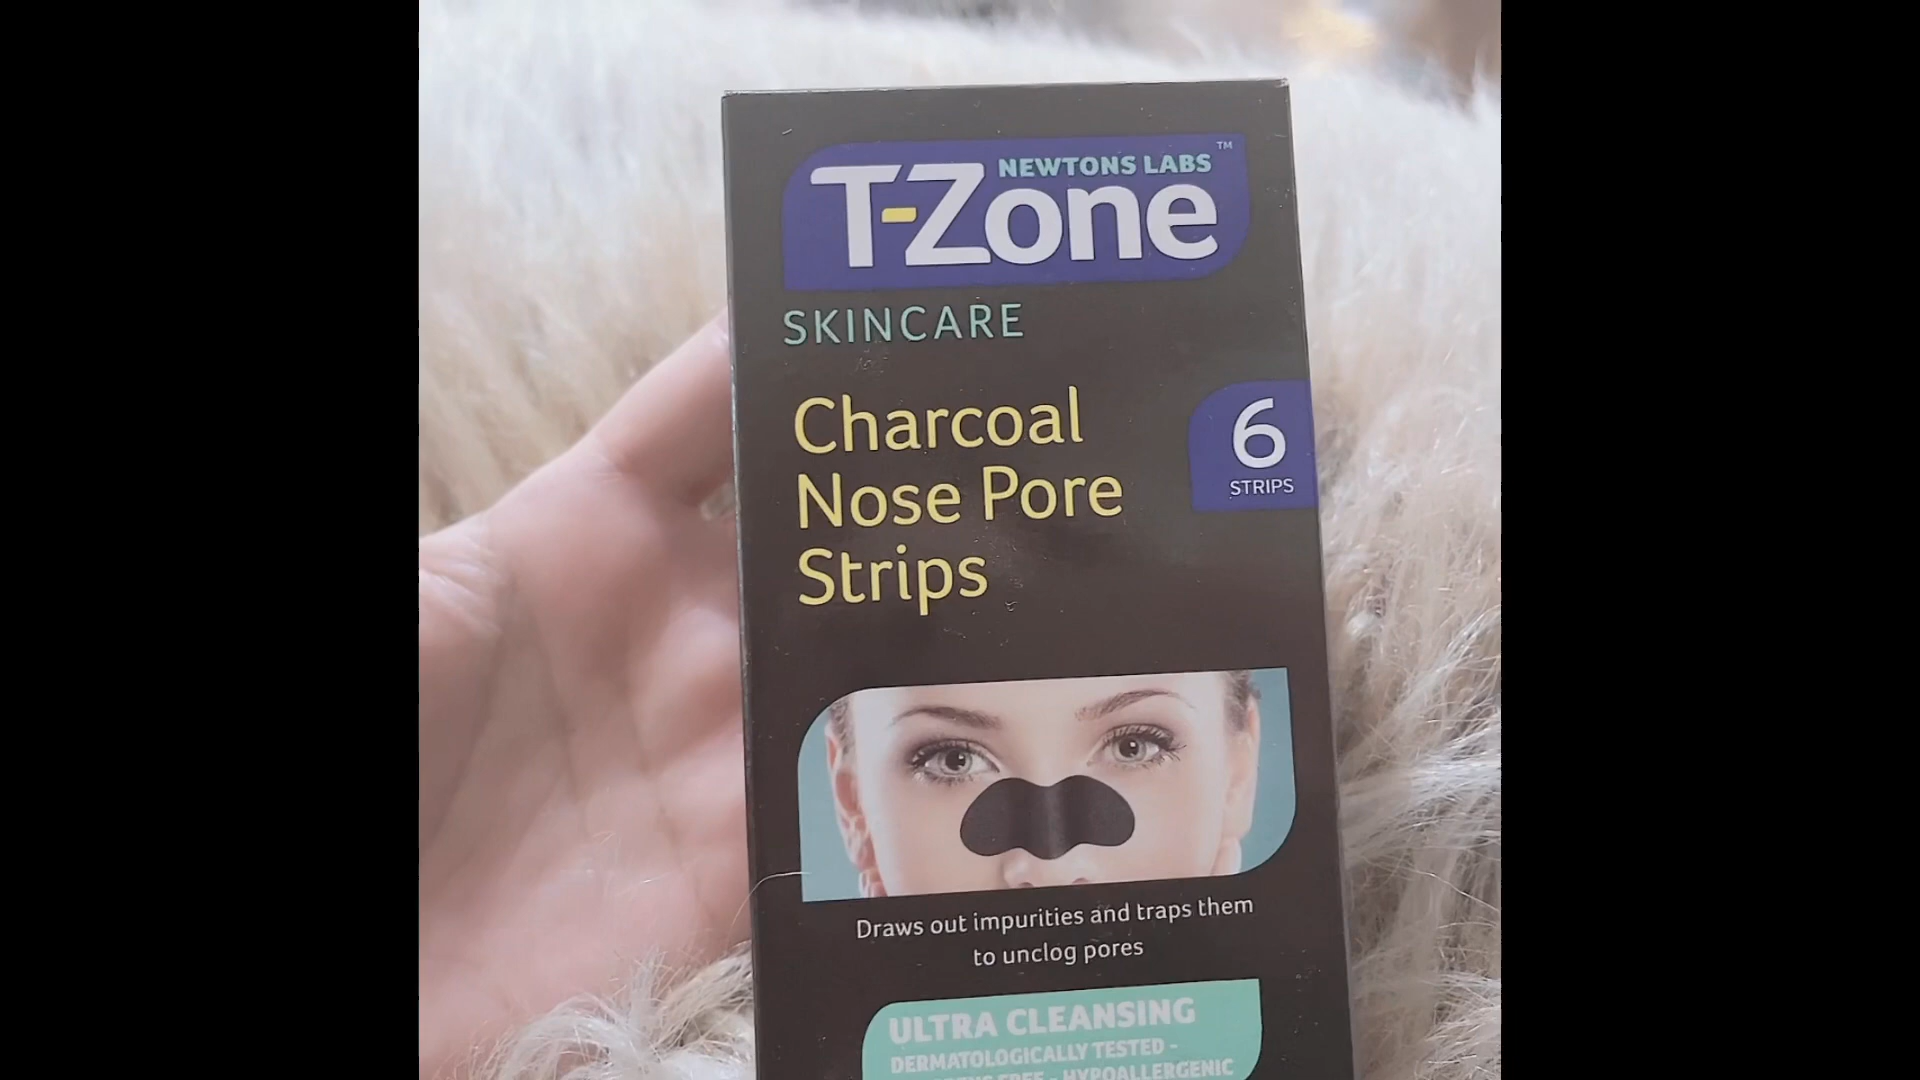 NEWTONS LABS ™
T-Zone
SKINCARE
Charcoal
Nose Pore
Strips
6
STRIPS
Draws out impurities and traps them
to unclog pores
ULTRA CLEANSING
DERMATOLOGICALLY TESTED -
FREE - HYPOALLERGENIC